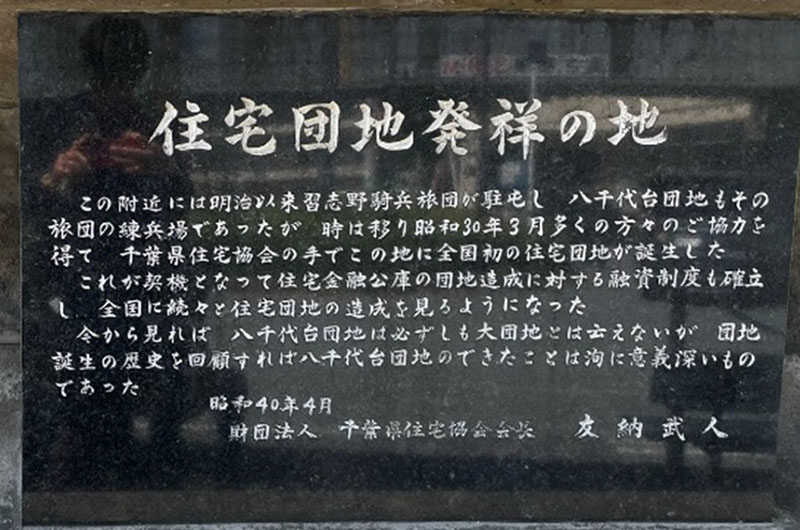 住宅団地発祥の地
この附近には明治以来習志野騎兵旅団が駐屯し　八千代台団地もその
旅団の練兵場であったが　時は移り昭和30年3月多くの方々のご協力を
得て　千葉県住宅協会の手でこの地に全国初の住宅団地が誕生した
これが契機となって住宅金融公庫の団地造成に対する融資制度も確立
し　全国に続々と住宅団地の造成を見るようになった
今から見れば　八千代台団地は必ずしも大団地とは云えないが　団地
誕生の歴史を回顧すれば八千代台団地のできたことは洵に意義深いもの
であった
昭和40年4月
財団法人　千葉県住宅協会会長　友納武人